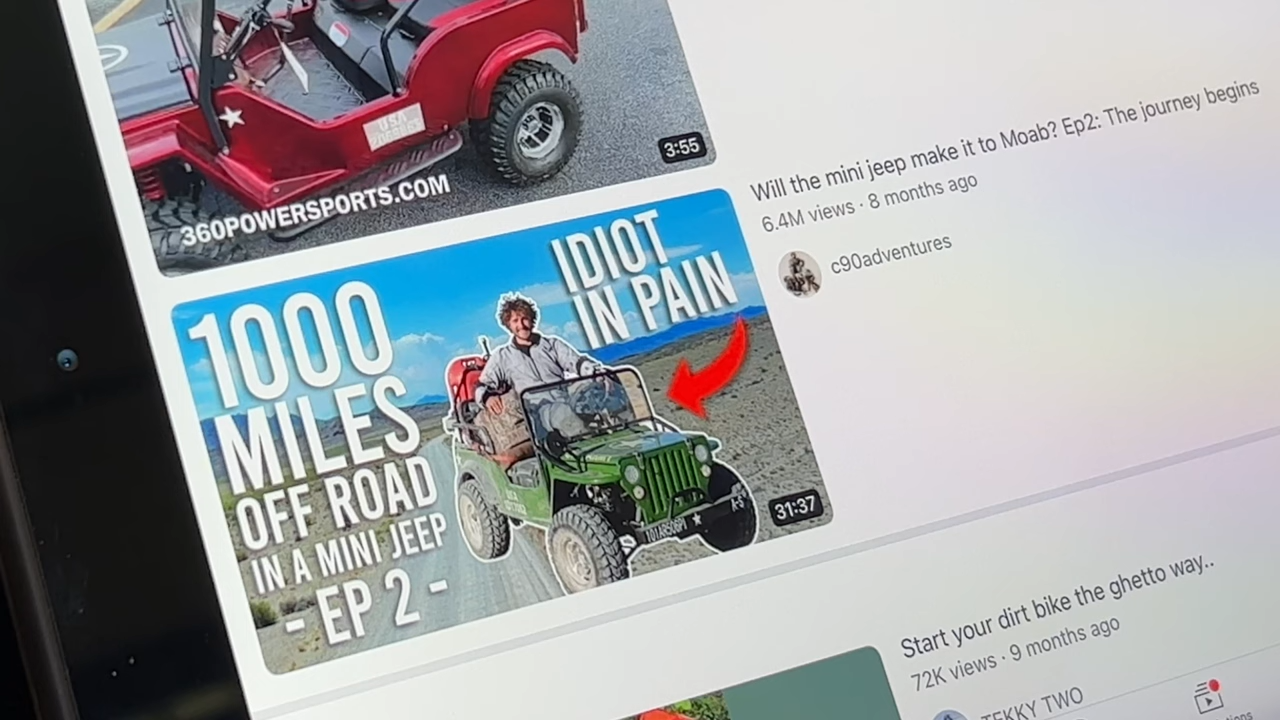 USA
3:55
360POWERSPORTS.COM
Will the mini jeep make it to Moab? Ep2: The journey begins
6.4M views · 8 months ago
c90adventures
1000
MILES
OFF ROAD
IN A MINI JEEP
- EP 2 -
IDIOT
IN PAIN
31:37
Start your dirt bike the ghetto way..
72K views · 9 months ago
TEKKY TWO